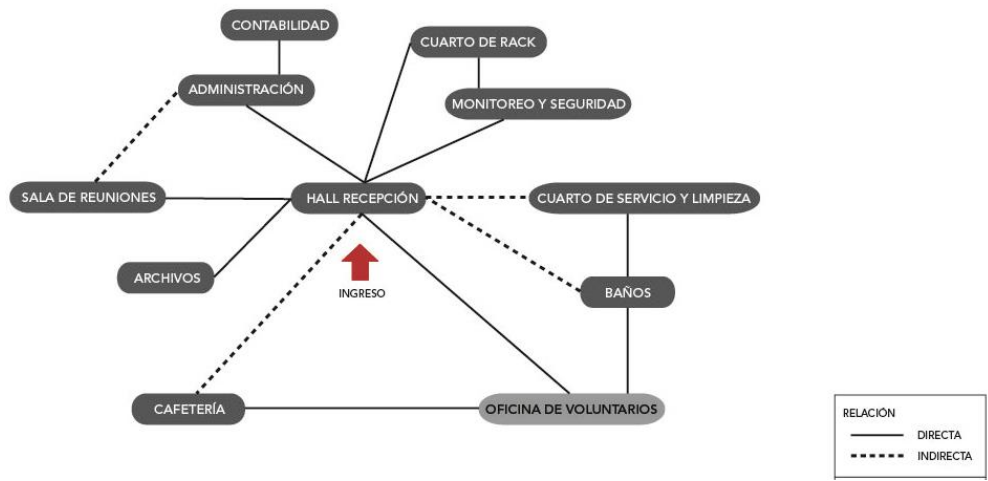 CONTABILIDAD
CUARTO DE RACK
ADMINISTRACIÓN
MONITOREO Y SEGURIDAD
SALA DE REUNIONES
HALL RECEPCIÓN
CUARTO DE SERVICIO Y LIMPIEZA
ARCHIVOS
INGRESO
BAÑOS
CAFETERÍA
OFICINA DE VOLUNTARIOS
RELACIÓN
DIRECTA
INDIRECTA